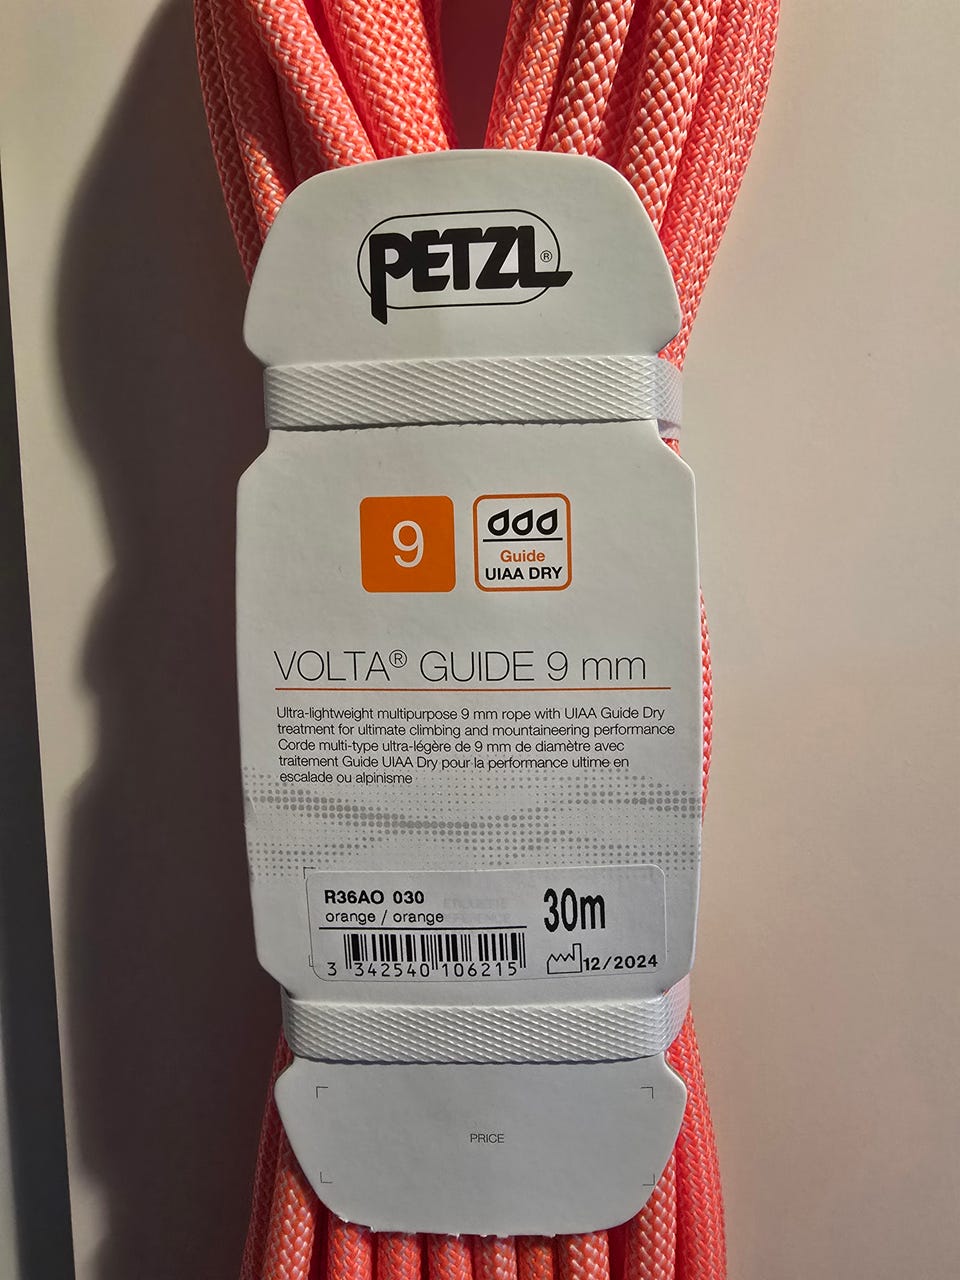 PETZL®
9
Guide
UIAA DRY
VOLTA® GUIDE 9 mm
Ultra-lightweight multipurpose 9 mm rope with UIAA Guide Dry
treatment for ultimate climbing and mountaineering performance
Corde multi-type ultra-légère de 9 mm de diamètre avec
traitement Guide UIAA Dry pour la performance ultime en
escalade ou alpinisme
R36AO 030
orange / orange
30m
3 342540 106215
12/2024
PRICE